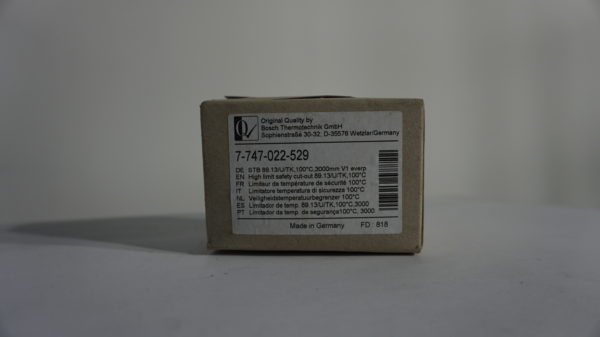 Original Quality by
Bosch Thermotechnik GmbH
Sophienstraße 30-32, D-35576 Wetzlar/Germany
7-747-022-529
DE STB 89.13/U/TK,100°C,3000mm V1 everp
EN High limit safety cut-out 89.13/U/TK,100°C
FR Limiteur de température de sécurité 100°C
IT Limitatore temperatura di sicurezza 100°C
NL Veiligheidstemperatuurbegrenzer 100°C
ES Limitador de temp. 89.13/U/TK,100°C,3000
PT Limitador da temp. de segurança100°C, 3000
Made in Germany FD: 818